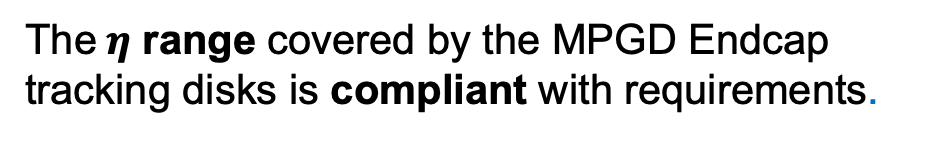 The η range covered by the MPGD Endcap
tracking disks is compliant with requirements.